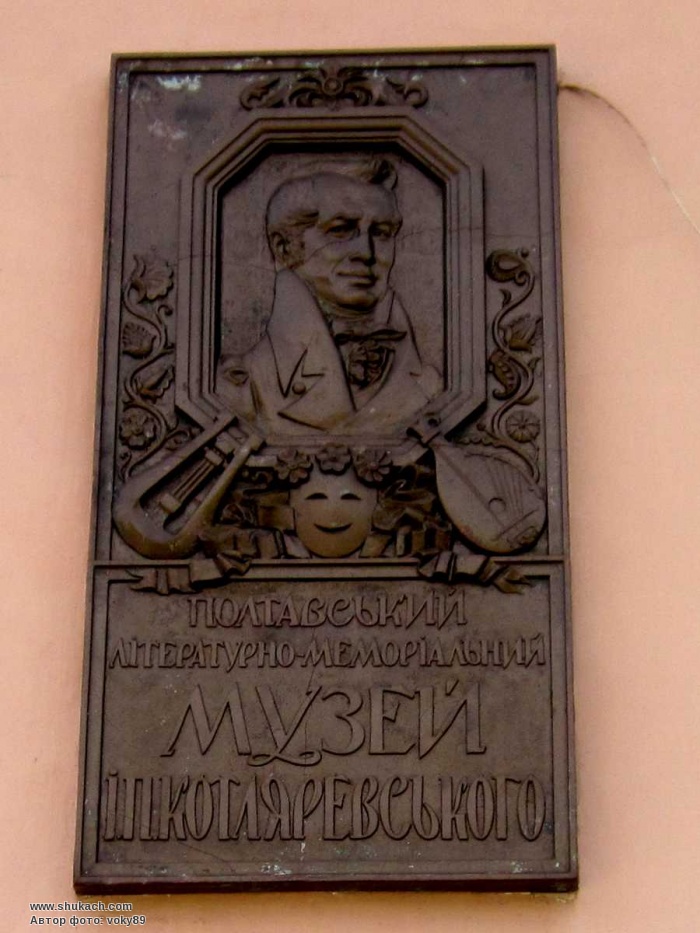 ПОЛТАВСЬКИЙ
ЛІТЕРАТУРНО-МЕМОРІАЛЬНИЙ
МУЗЕЙ
І.П.КОТЛЯРЕВСЬКОГО
www.shukach.com
Автор фото: voky89